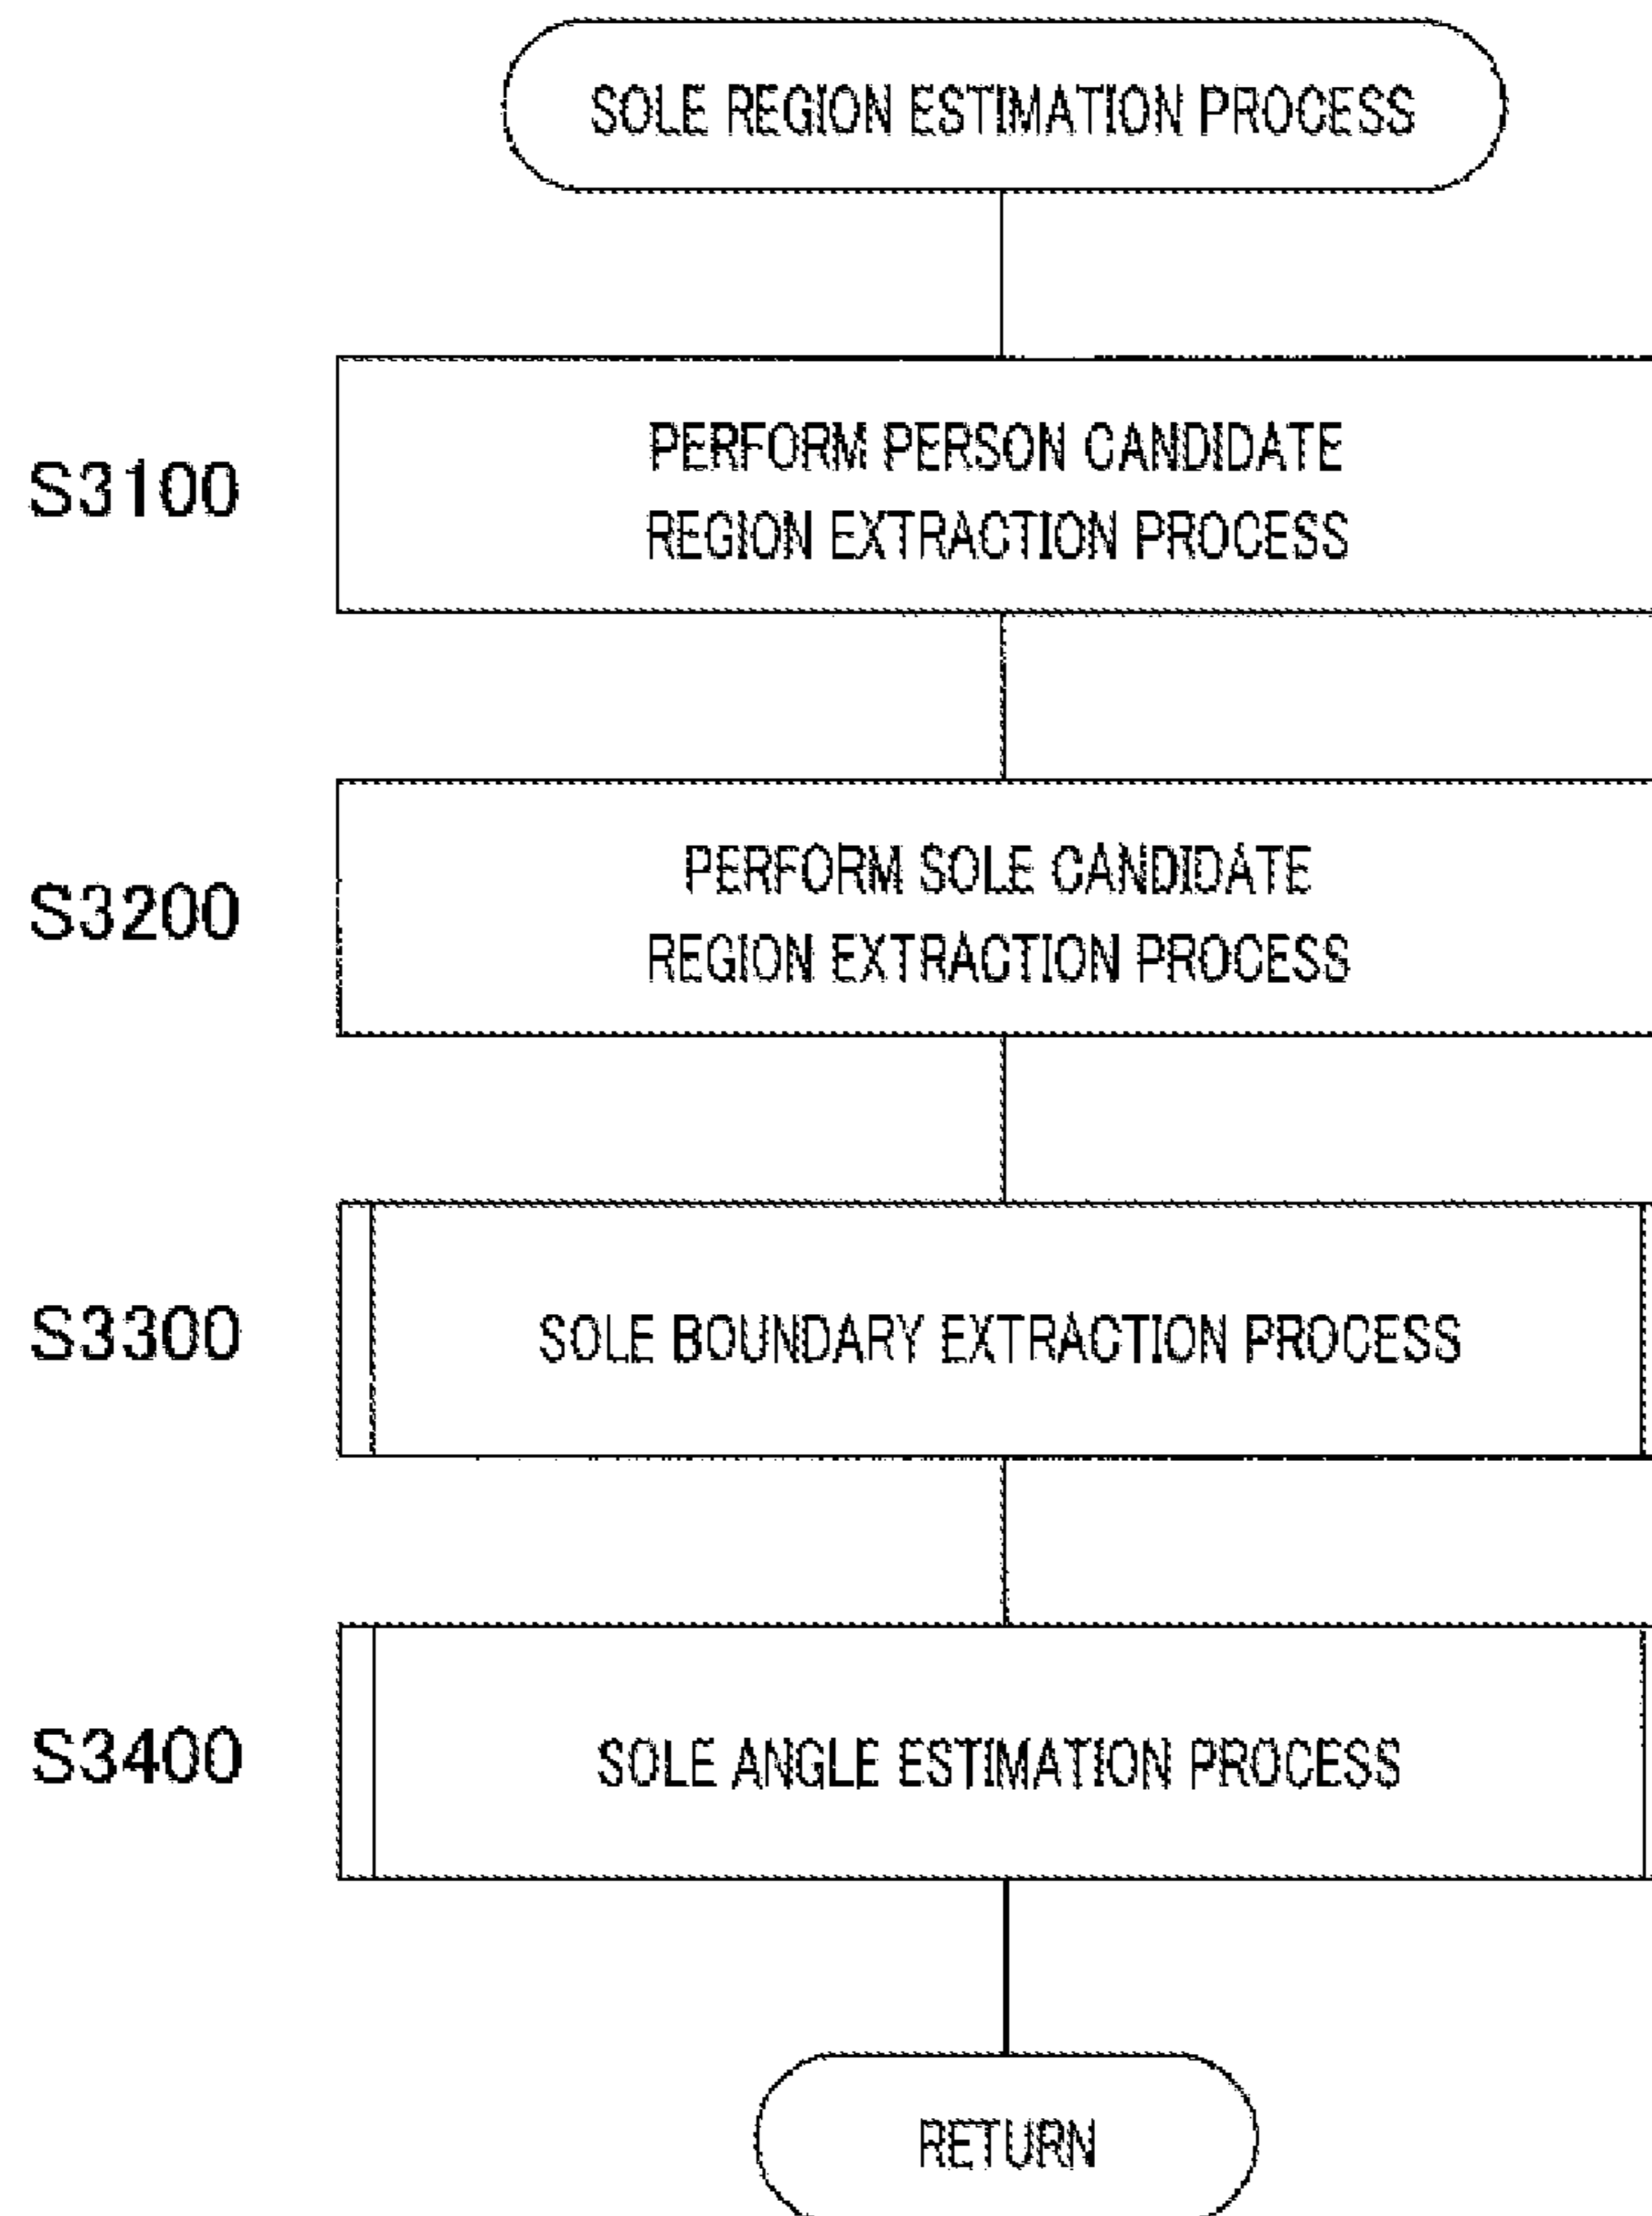 SOLE REGION ESTIMATION PROCESS
S3100
PERFORM PERSON CANDIDATE
REGION EXTRACTION PROCESS
S3200
PERFORM SOLE CANDIDATE
REGION EXTRACTION PROCESS
S3300
SOLE BOUNDARY EXTRACTION PROCESS
S3400
SOLE ANGLE ESTIMATION PROCESS
RETURN